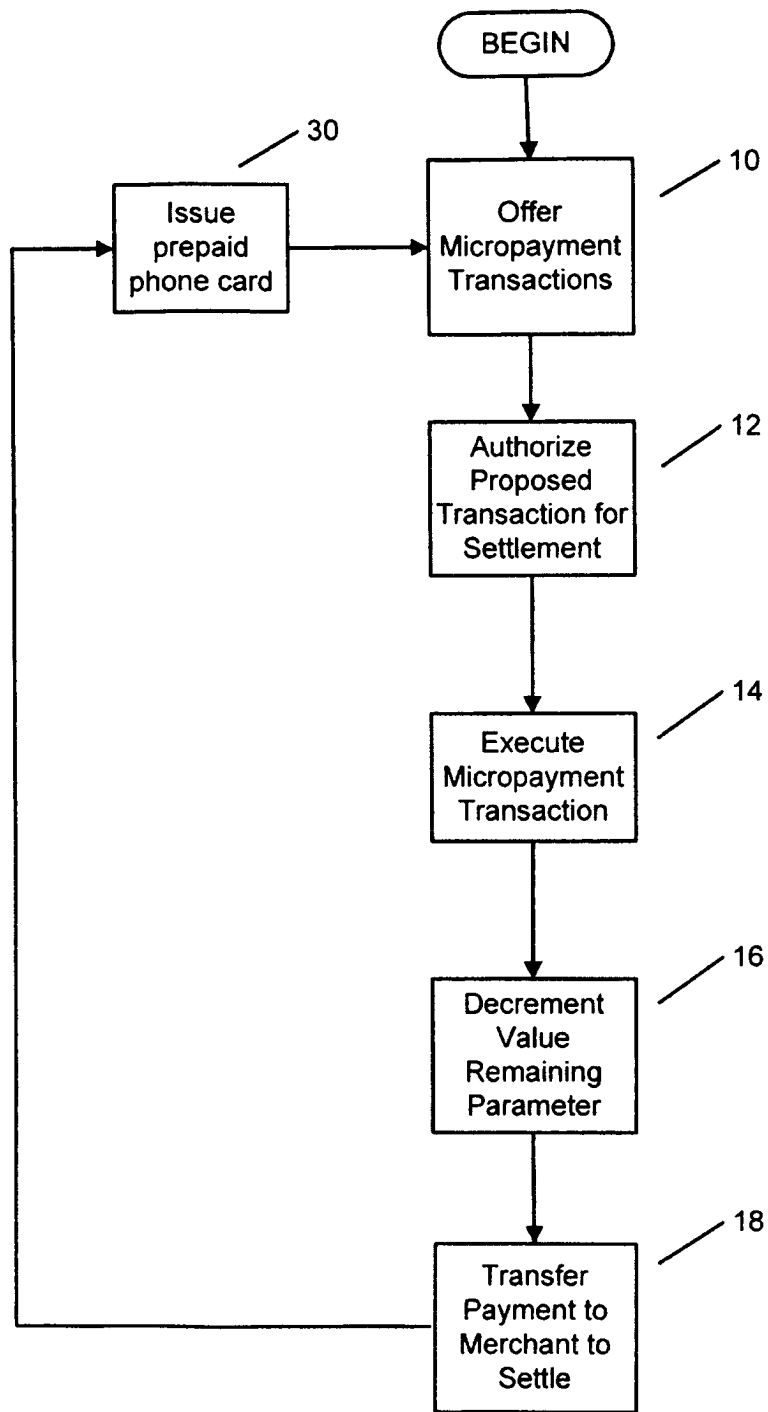 BEGIN
30
Issue
prepaid
phone card
10
Offer
Micropayment
Transactions
12
Authorize
Proposed
Transaction for
Settlement
14
Execute
Micropayment
Transaction
16
Decrement
Value
Remaining
Parameter
18
Transfer
Payment to
Merchant to
Settle